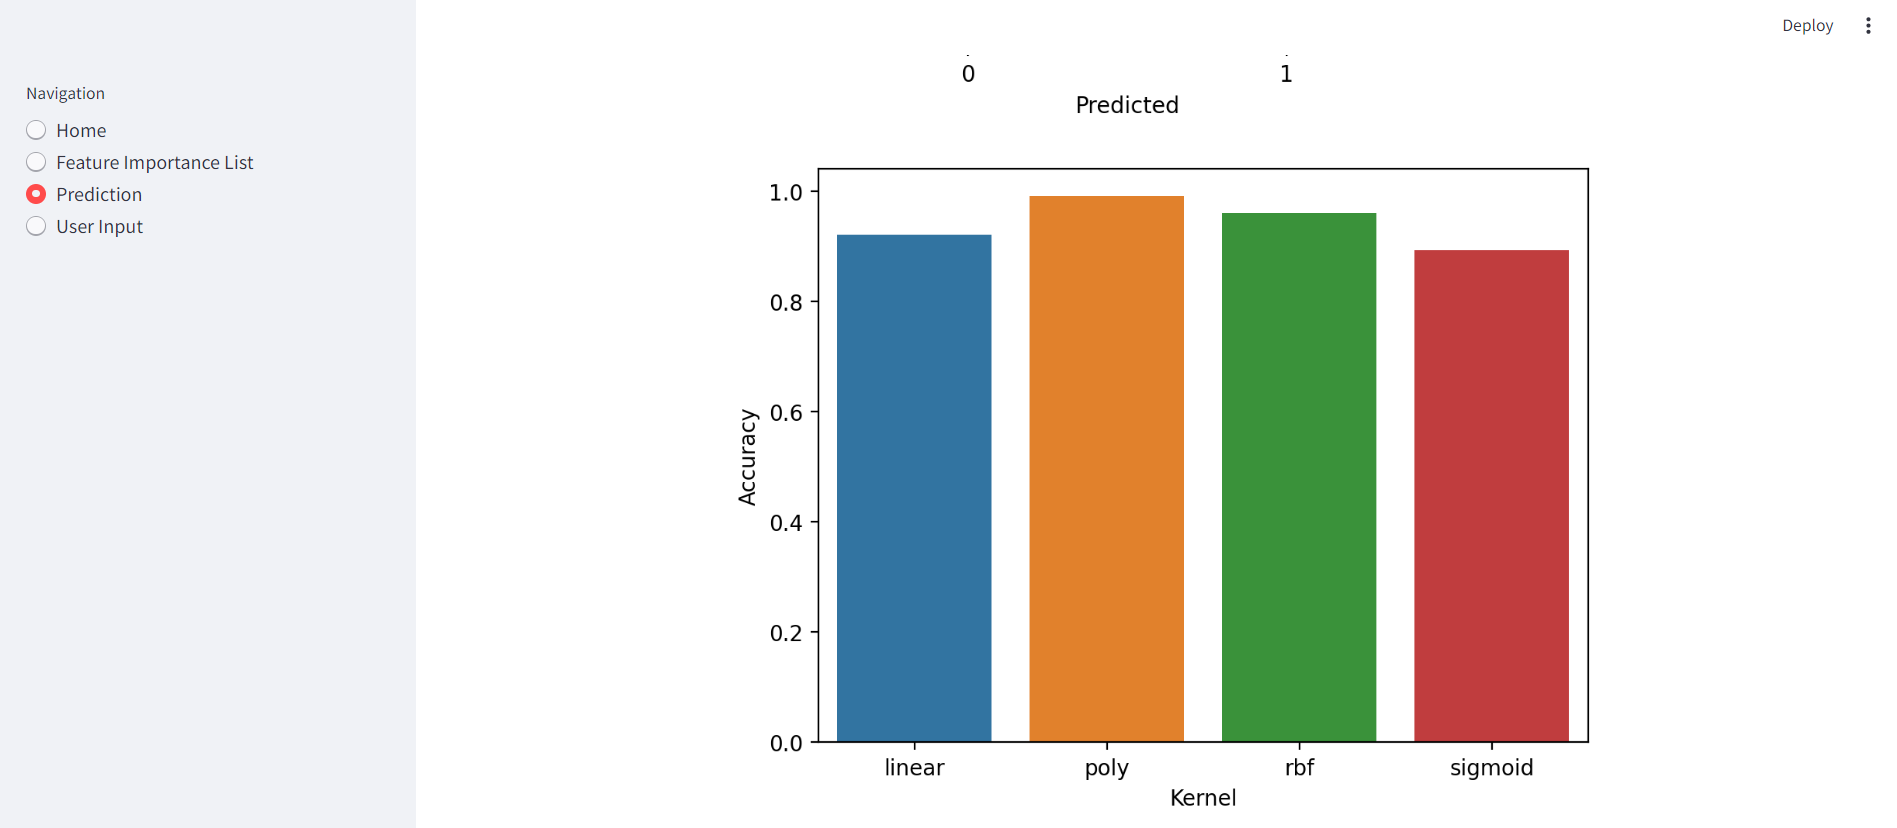 Deploy
Navigation
Home
Feature Importance List
Prediction
User Input
0 1
Predicted
1.0
0.8
0.6
0.4
0.2
0.0
Accuracy
linear poly rbf sigmoid
Kernel